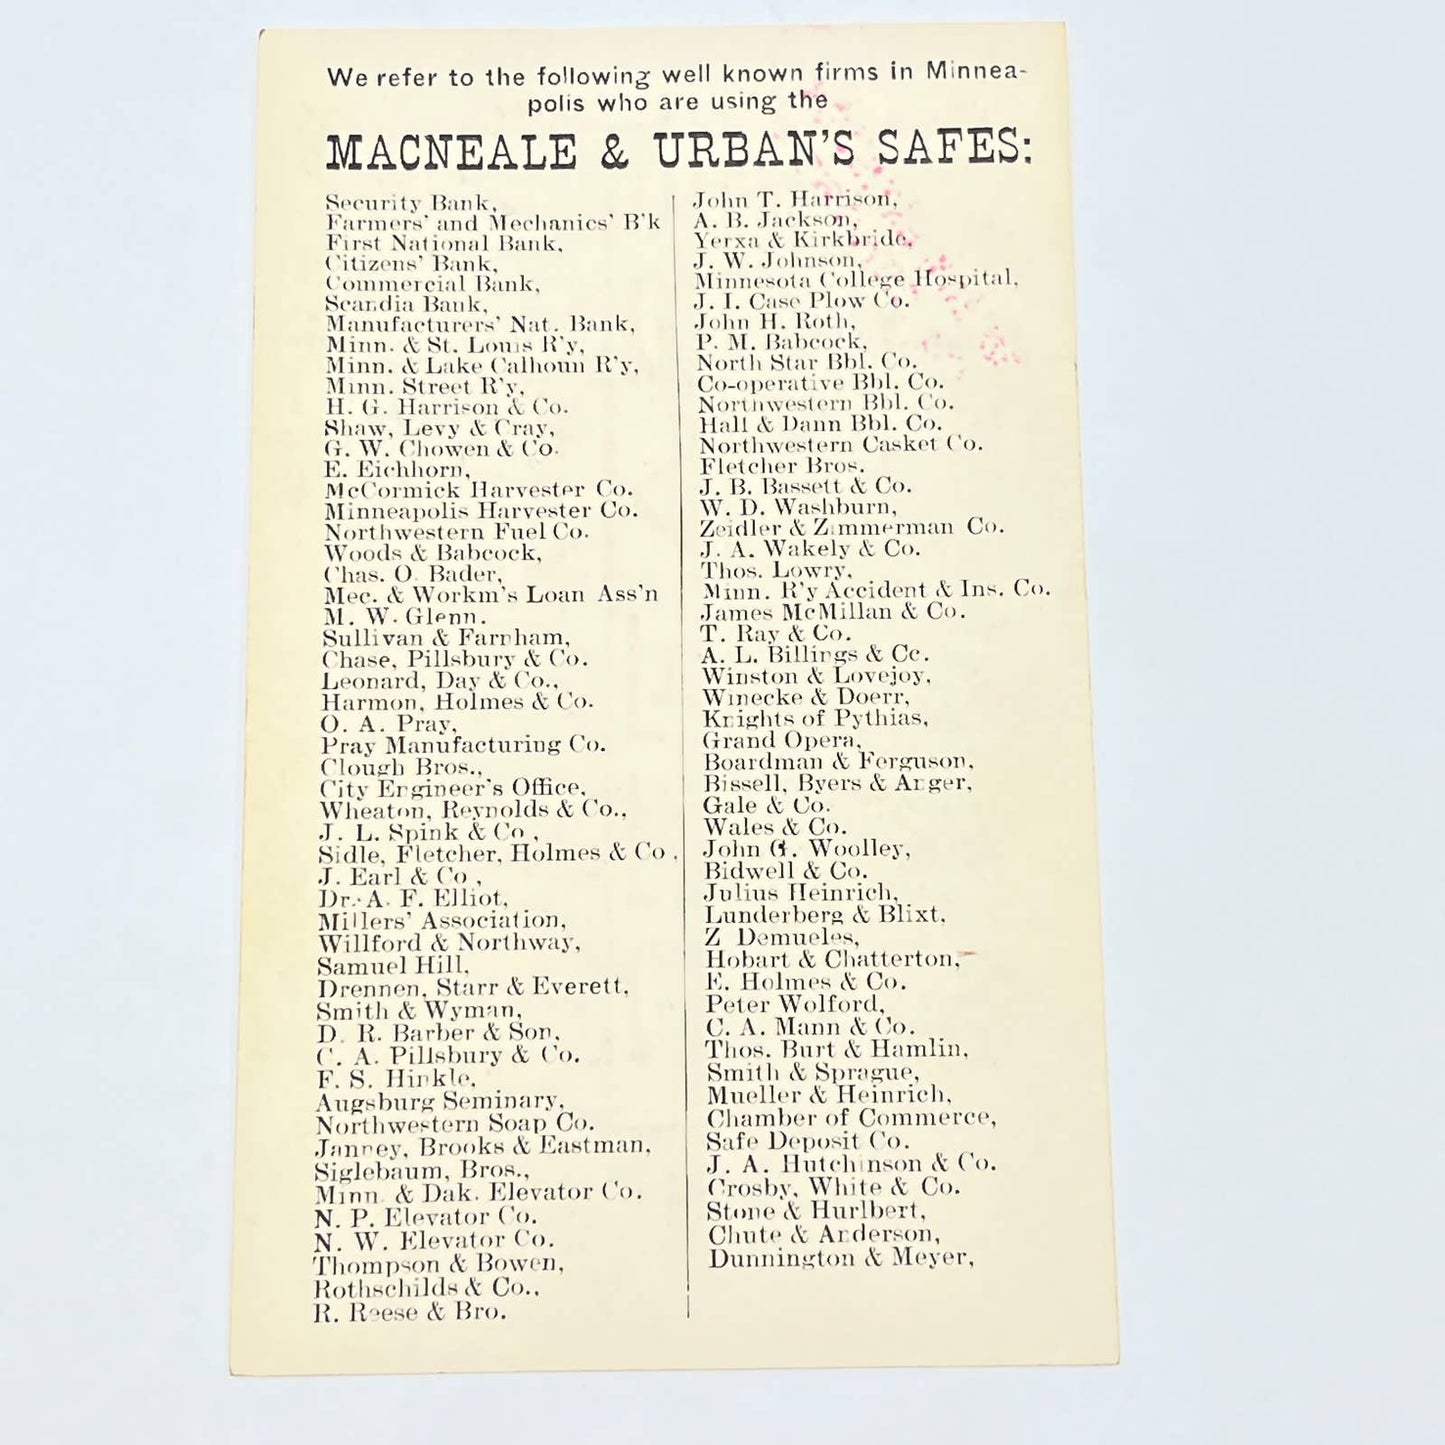 We refer to the following well known firms in Minnea-
polis who are using the
MACNEALE & URBAN'S SAFES:
Security Bank,
Farmers' and Mechanics' B'k
First National Bank,
Citizens' Bank,
Commercial Bank,
Scandia Bank,
Manufacturers' Nat. Bank,
Minn. & St. Louis R'y,
Minn. & Lake Calhoun R'y,
Minn. Street R'y,
H. G. Harrison & Co.
Shaw, Levy & Cray,
G. W. Chowen & Co.
E. Eichhorn,
McCormick Harvester Co.
Minneapolis Harvester Co.
Northwestern Fuel Co.
Woods & Babcock,
Chas. O. Bader,
Mec. & Workm's Loan Ass'n
M. W. Glenn.
Sullivan & Farnham,
Chase, Pillsbury & Co.
Leonard, Day & Co.,
Harmon, Holmes & Co.
O. A. Pray,
Pray Manufacturing Co.
Clough Bros.,
City Engineer's Office,
Wheaton, Reynolds & Co.,
J. L. Spink & Co.,
Sidle, Fletcher, Holmes & Co.,
J. Earl & Co.,
Dr. A. F. Elliot,
Millers' Association,
Willford & Northway,
Samuel Hill,
Drennen, Starr & Everett,
Smith & Wyman,
D. R. Barber & Son,
C. A. Pillsbury & Co.
F. S. Hinkle,
Augsburg Seminary,
Northwestern Soap Co.
Janney, Brooks & Eastman,
Siglebaum, Bros.,
Minn. & Dak. Elevator Co.
N. P. Elevator Co.
N. W. Elevator Co.
Thompson & Bowen,
Rothschilds & Co.,
R. Reese & Bro.
John T. Harrison,
A. B. Jackson,
Yerxa & Kirkbride,
J. W. Johnson,
Minnesota College Hospital,
J. I. Case Plow Co.
John H. Roth,
P. M. Babcock,
North Star Bbl. Co.
Co-operative Bbl. Co.
Northwestern Bbl. Co.
Hall & Dann Bbl. Co.
Northwestern Casket Co.
Fletcher Bros.
J. B. Bassett & Co.
W. D. Washburn,
Zeidler & Zimmerman Co.
J. A. Wakely & Co.
Thos. Lowry,
Minn. R'y Accident & Ins. Co.
James McMillan & Co.
T. Ray & Co.
A. L. Billings & Co.
Winston & Lovejoy,
Winecke & Doerr,
Knights of Pythias,
Grand Opera,
Boardman & Ferguson,
Bissell, Byers & Anger,
Gale & Co.
Wales & Co.
John G. Woolley,
Bidwell & Co.
Julius Heinrich,
Lunderberg & Blixt,
Z Demueles,
Hobart & Chatterton,
E. Holmes & Co.
Peter Wolford,
C. A. Mann & Co.
Thos. Burt & Hamlin,
Smith & Sprague,
Mueller & Heinrich,
Chamber of Commerce,
Safe Deposit Co.
J. A. Hutchinson & Co.
Crosby, White & Co.
Stone & Hurlbert,
Chute & Anderson,
Dunnington & Meyer,